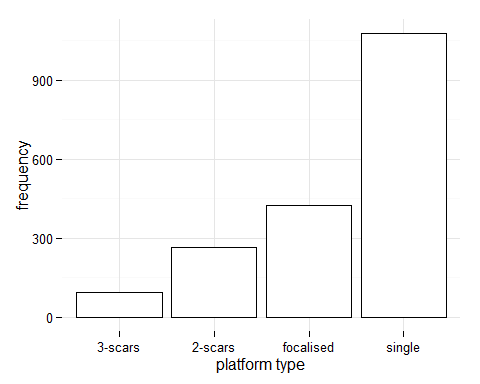 900
600
300
0
frequency
3-scars 2-scars focalised single
platform type